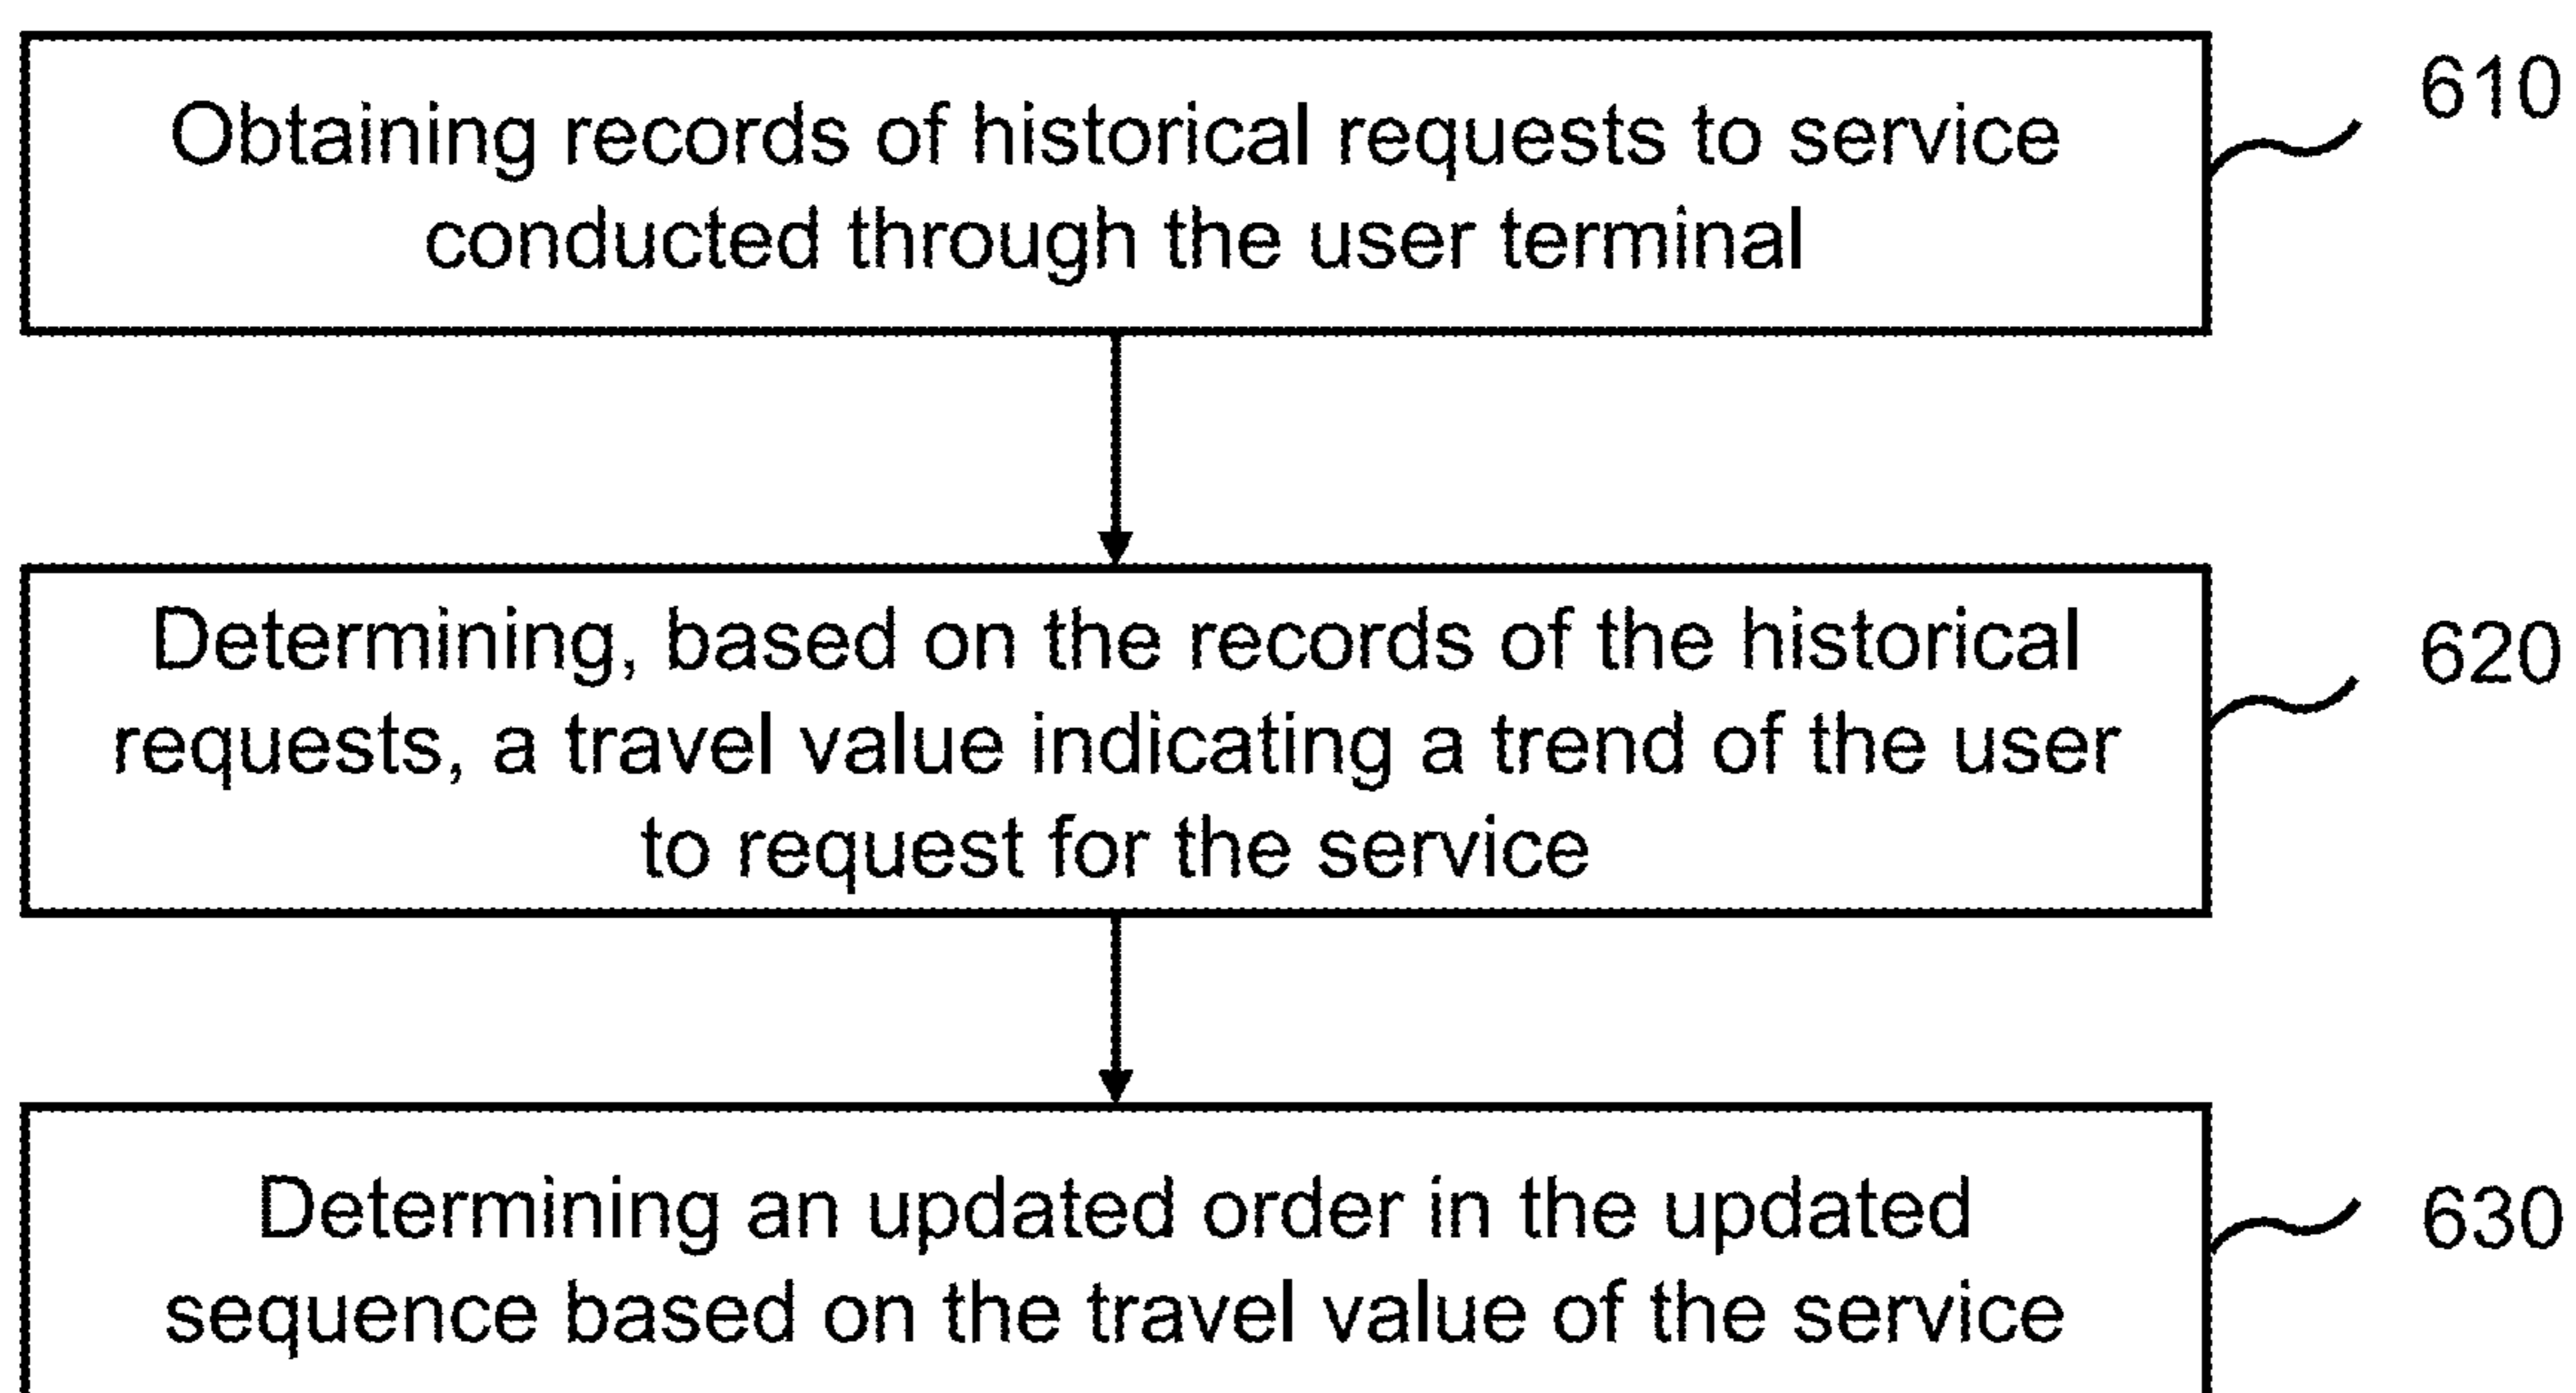 Obtaining records of historical requests to service
conducted through the user terminal
610
Determining, based on the records of the historical
requests, a travel value indicating a trend of the user
to request for the service
620
Determining an updated order in the updated
sequence based on the travel value of the service
630